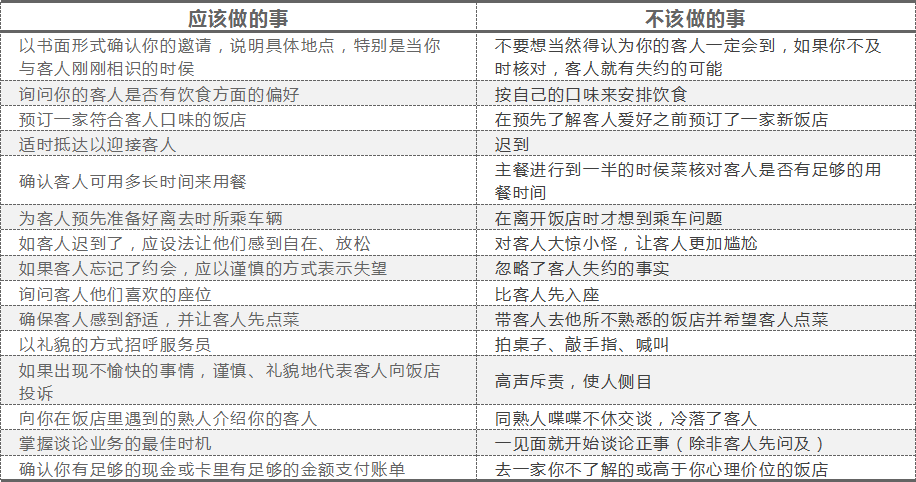 应该做的事 不该做的事
以书面形式确认你的邀请，说明具体地点，特别是当你 不要想当然得认为你的客人一定会到，如果你不及
与客人刚刚相识的时侯 时核对，客人就有失约的可能
询问你的客人是否有饮食方面的偏好 按自己的口味来安排饮食
预订一家符合客人口味的饭店 在预先了解客人爱好之前预订了一家新饭店
适时抵达以迎接客人 迟到
确认客人可用多长时间来用餐 主餐进行到一半的时侯菜核对客人是否有足够的用
餐时间
为客人预先准备好离去时所乘车辆 在离开饭店时才想到乘车问题
如客人迟到了，应设法让他们感到自在、放松 对客人大惊小怪，让客人更加尴尬
如果客人忘记了约会，应以谨慎的方式表示失望 忽略了客人失约的事实
询问客人他们喜欢的座位 比客人先入座
确保客人感到舒适，并让客人先点菜 带客人去他所不熟悉的饭店并希望客人点菜
以礼貌的方式招呼服务员 拍桌子、敲手指、喊叫
如果出现不愉快的事情，谨慎、礼貌地代表客人向饭店
投诉 高声斥责，使人侧目
向你在饭店里遇到的熟人介绍你的客人 同熟人喋喋不休交谈，冷落了客人
掌握谈论业务的最佳时机 一见面就开始谈论正事（除非客人先问及）
确认你有足够的现金或卡里有足够的金额支付账单 去一家你不了解的或高于你心理价位的饭店